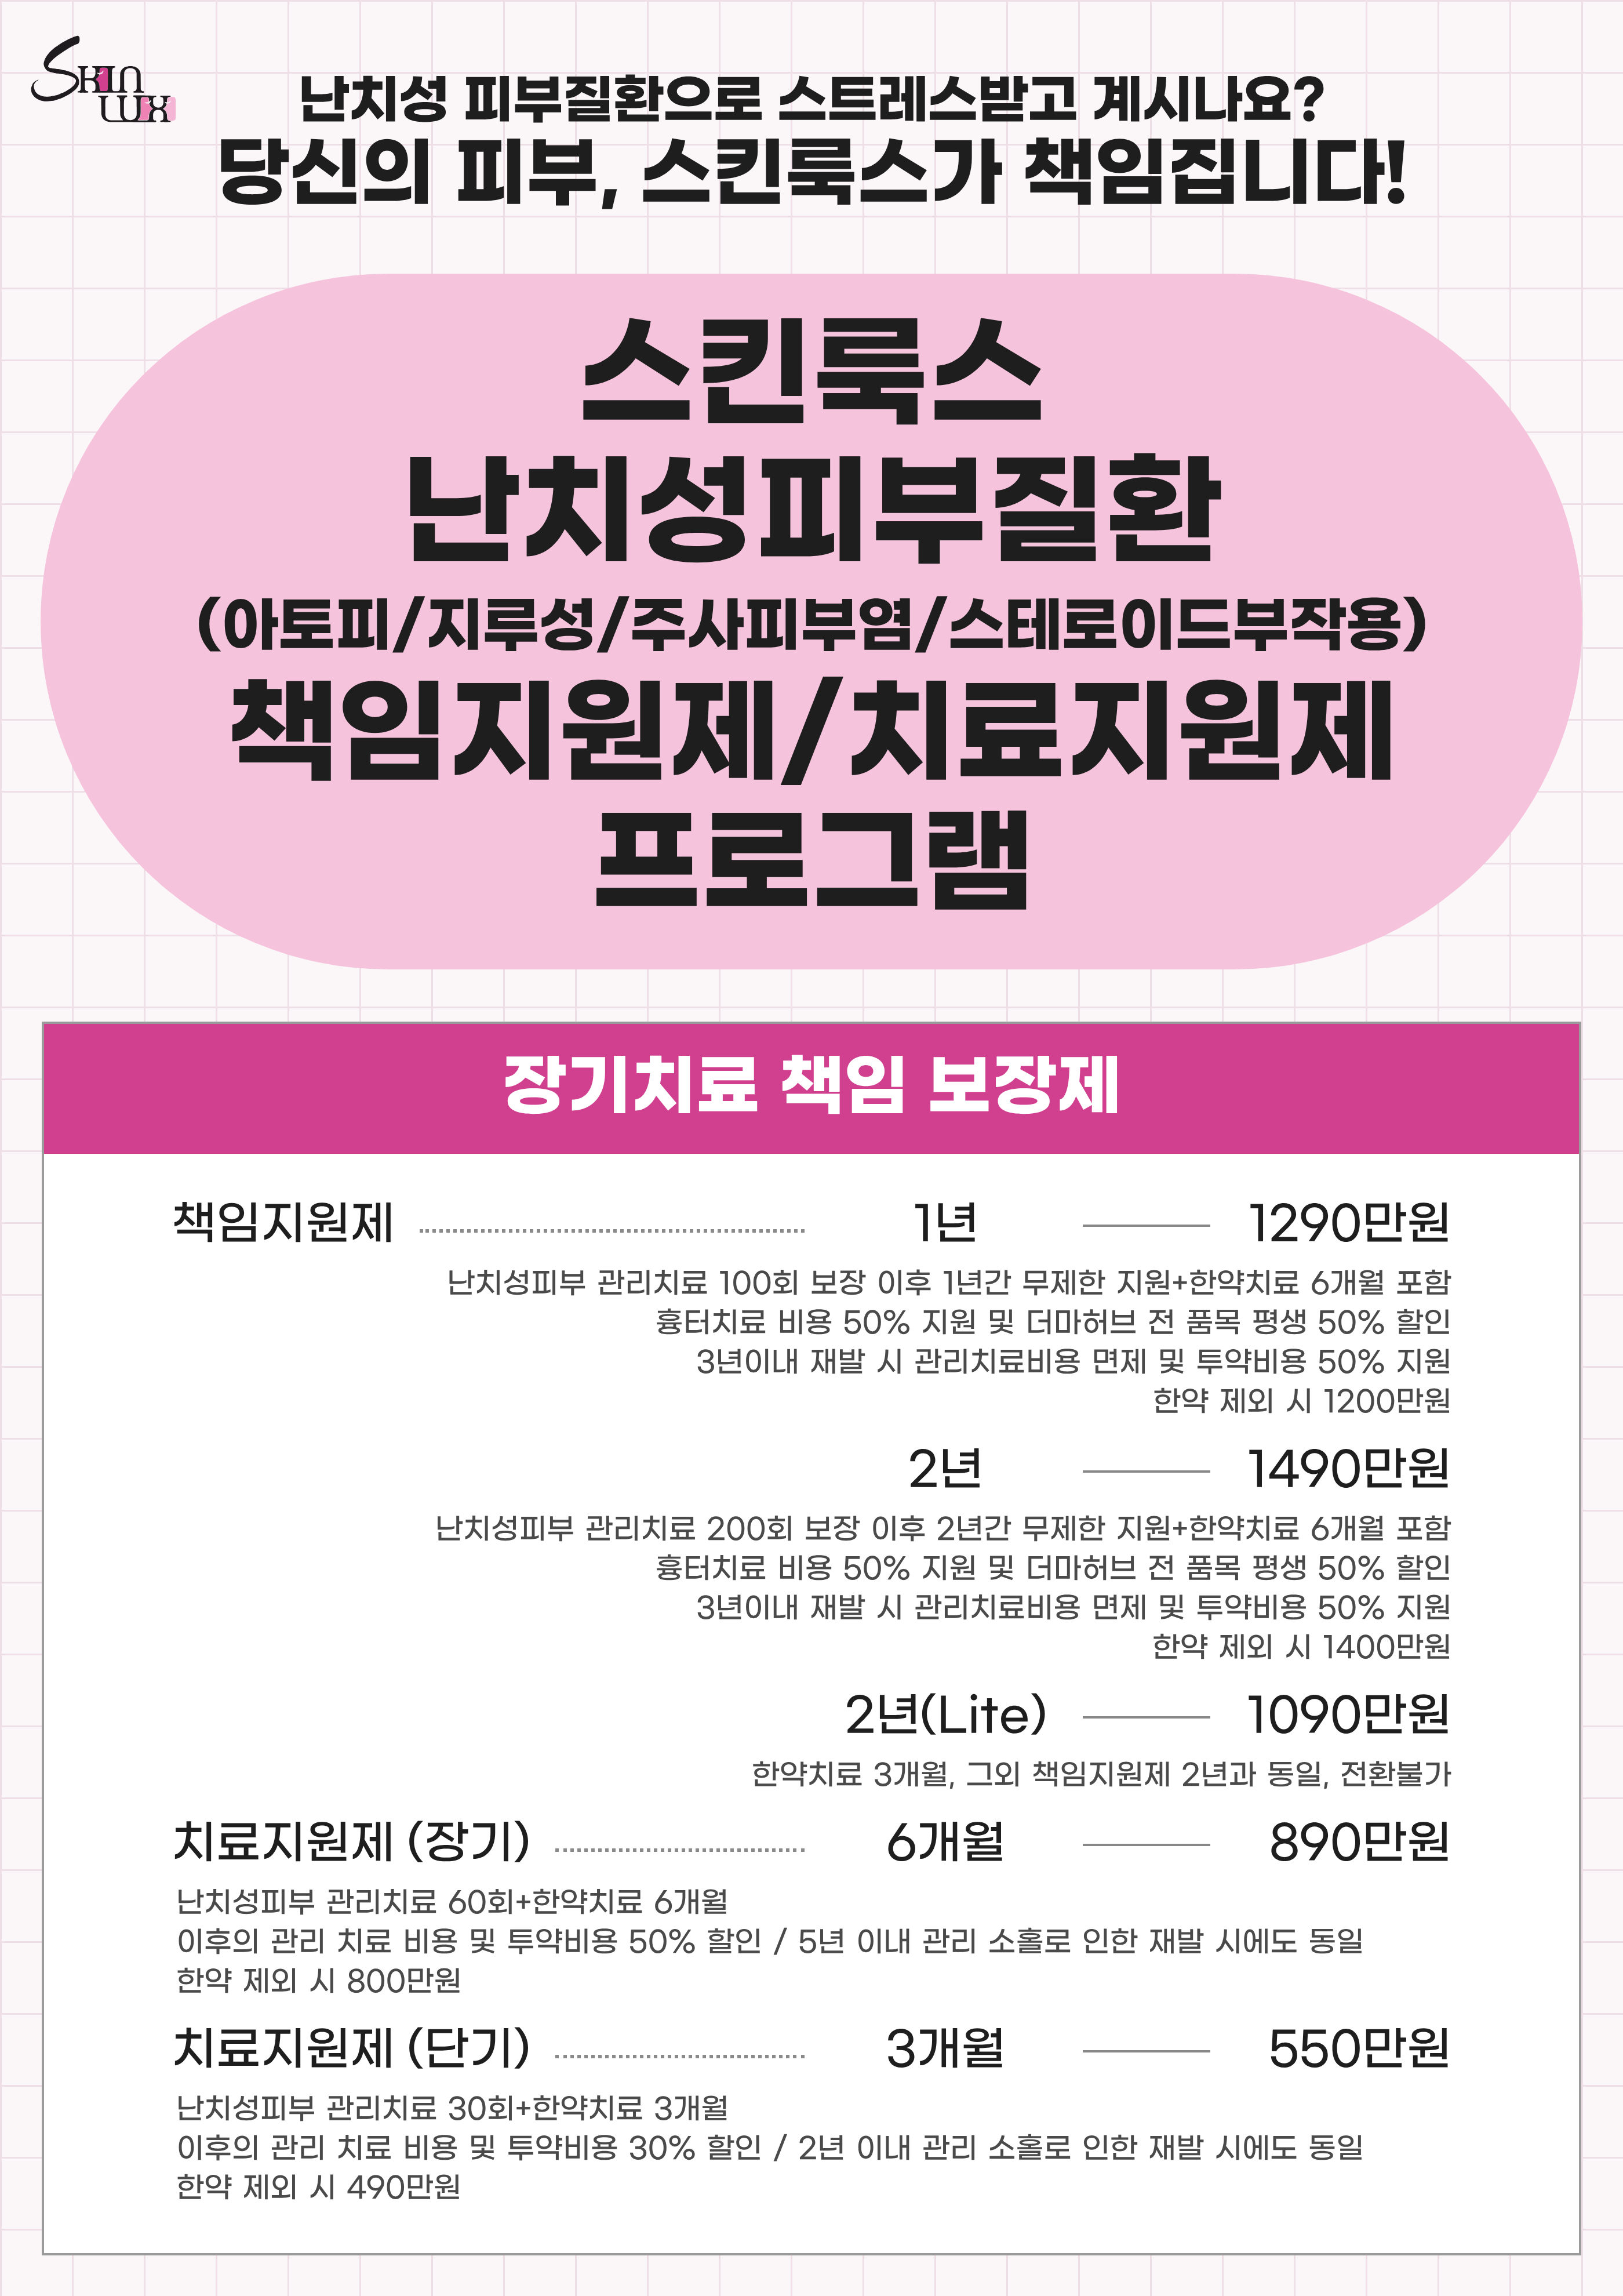 SKIN
LUX
난치성 피부질환으로 스트레스받고 계시나요?
당신의 피부, 스킨룩스가 책임집니다!
스킨룩스
난치성피부질환
(아토피/지루성/주사피부염/스테로이드부작용)
책임지원제/치료지원제
프로그램
장기치료 책임 보장제
책임지원제 1년 1290만원
난치성피부 관리치료 100회 보장 이후 1년간 무제한 지원+한약치료 6개월 포함
흉터치료 비용 50% 지원 및 더마허브 전 품목 평생 50% 할인
3년이내 재발 시 관리치료비용 면제 및 투약비용 50% 지원
한약 제외 시 1200만원
2년 1490만원
난치성피부 관리치료 200회 보장 이후 2년간 무제한 지원+한약치료 6개월 포함
흉터치료 비용 50% 지원 및 더마허브 전 품목 평생 50% 할인
3년이내 재발 시 관리치료비용 면제 및 투약비용 50% 지원
한약 제외 시 1400만원
2년(Lite) 1090만원
한약치료 3개월, 그외 책임지원제 2년과 동일, 전환불가
치료지원제 (장기) 6개월 890만원
난치성피부 관리치료 60회+한약치료 6개월
이후의 관리 치료 비용 및 투약비용 50% 할인 / 5년 이내 관리 소홀로 인한 재발 시에도 동일
한약 제외 시 800만원
치료지원제 (단기) 3개월 550만원
난치성피부 관리치료 30회+한약치료 3개월
이후의 관리 치료 비용 및 투약비용 30% 할인 / 2년 이내 관리 소홀로 인한 재발 시에도 동일
한약 제외 시 490만원